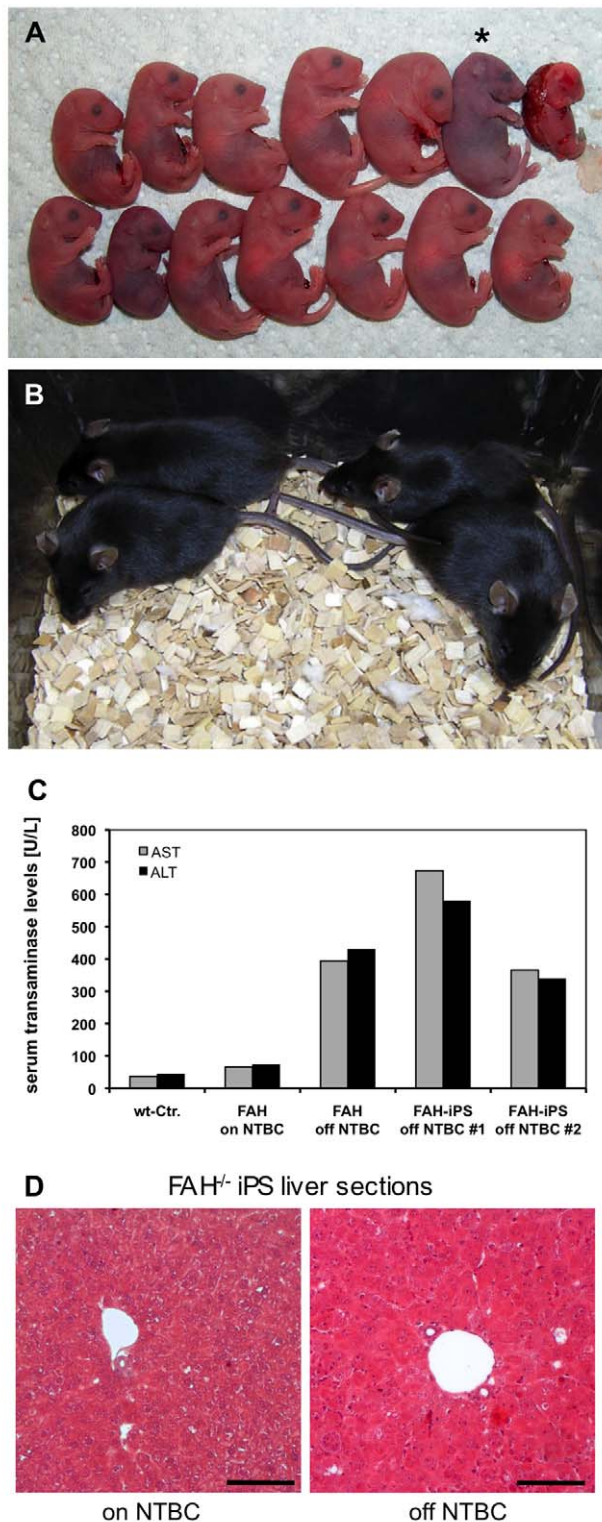 A
*
B
C
serum transaminase levels [U/L]
800
700
600
500
400
300
200
100
0
AST
ALT
wt-Ctr.
FAH
on NTBC
FAH
off NTBC
FAH-iPS
off NTBC #1
FAH-iPS
off NTBC #2
D
FAH-/- iPS liver sections
on NTBC
off NTBC